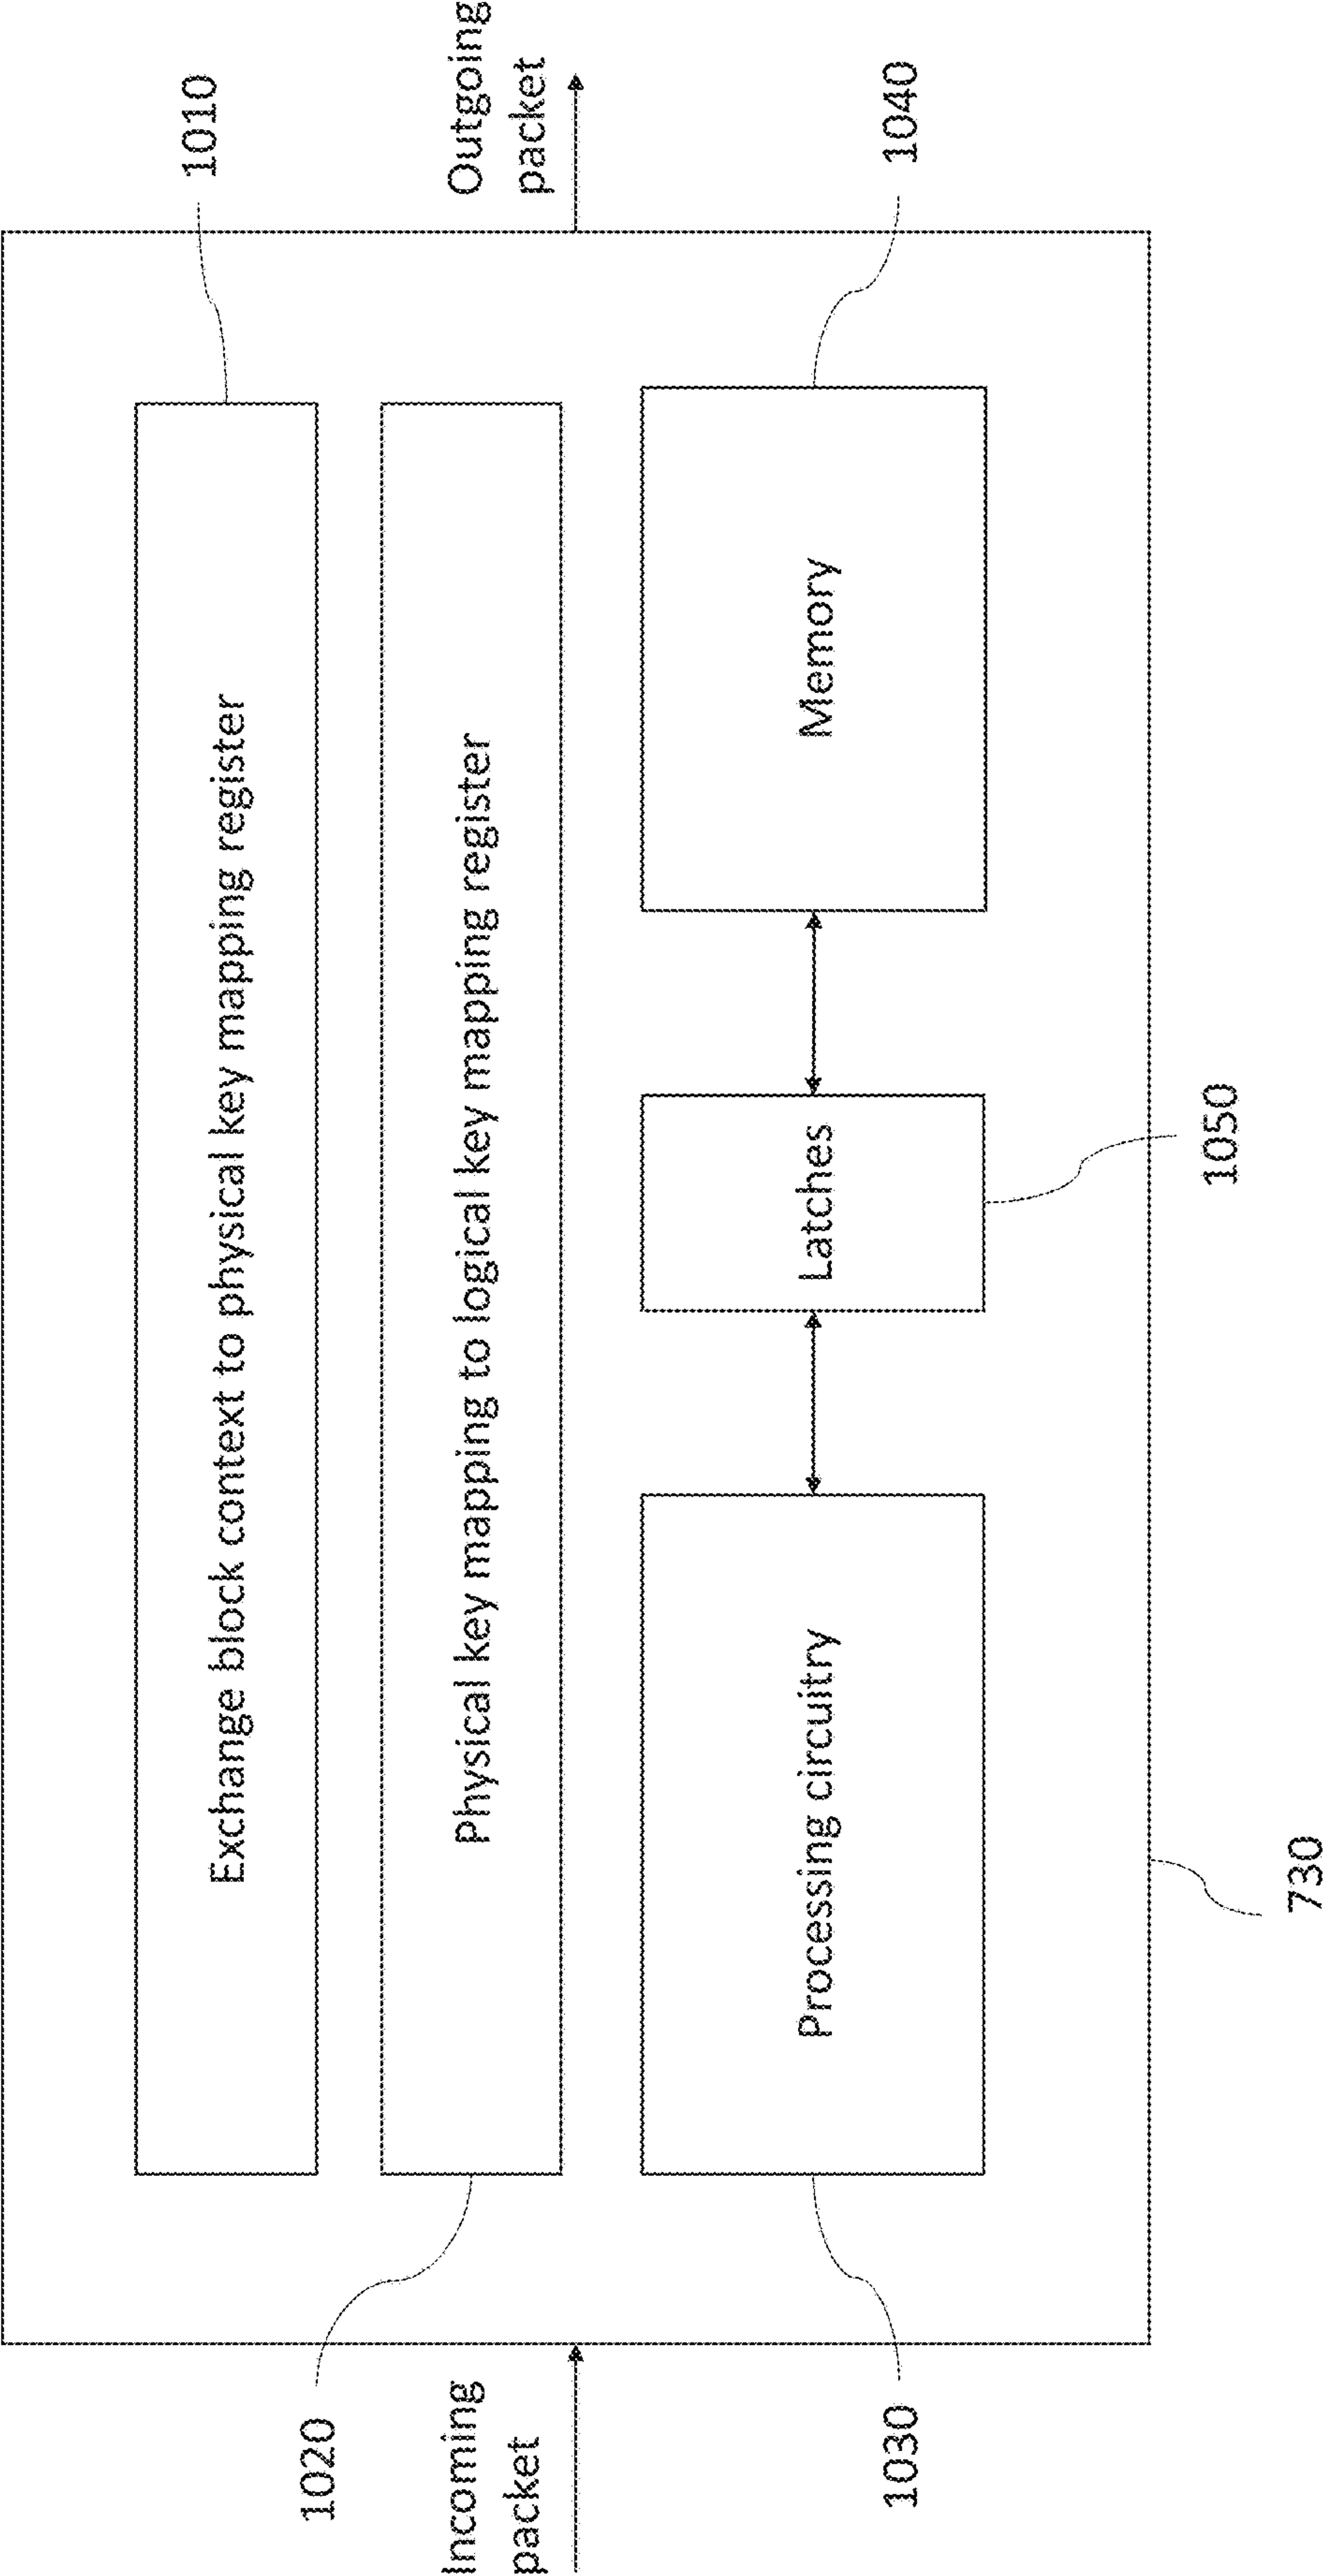 1010
Exchange block context to physical key mapping register
1020
Physical key mapping to logical key mapping register
Incoming
packet
Outgoing
packet
Processing circuitry
Latches
Memory
1030
1040
1050
730